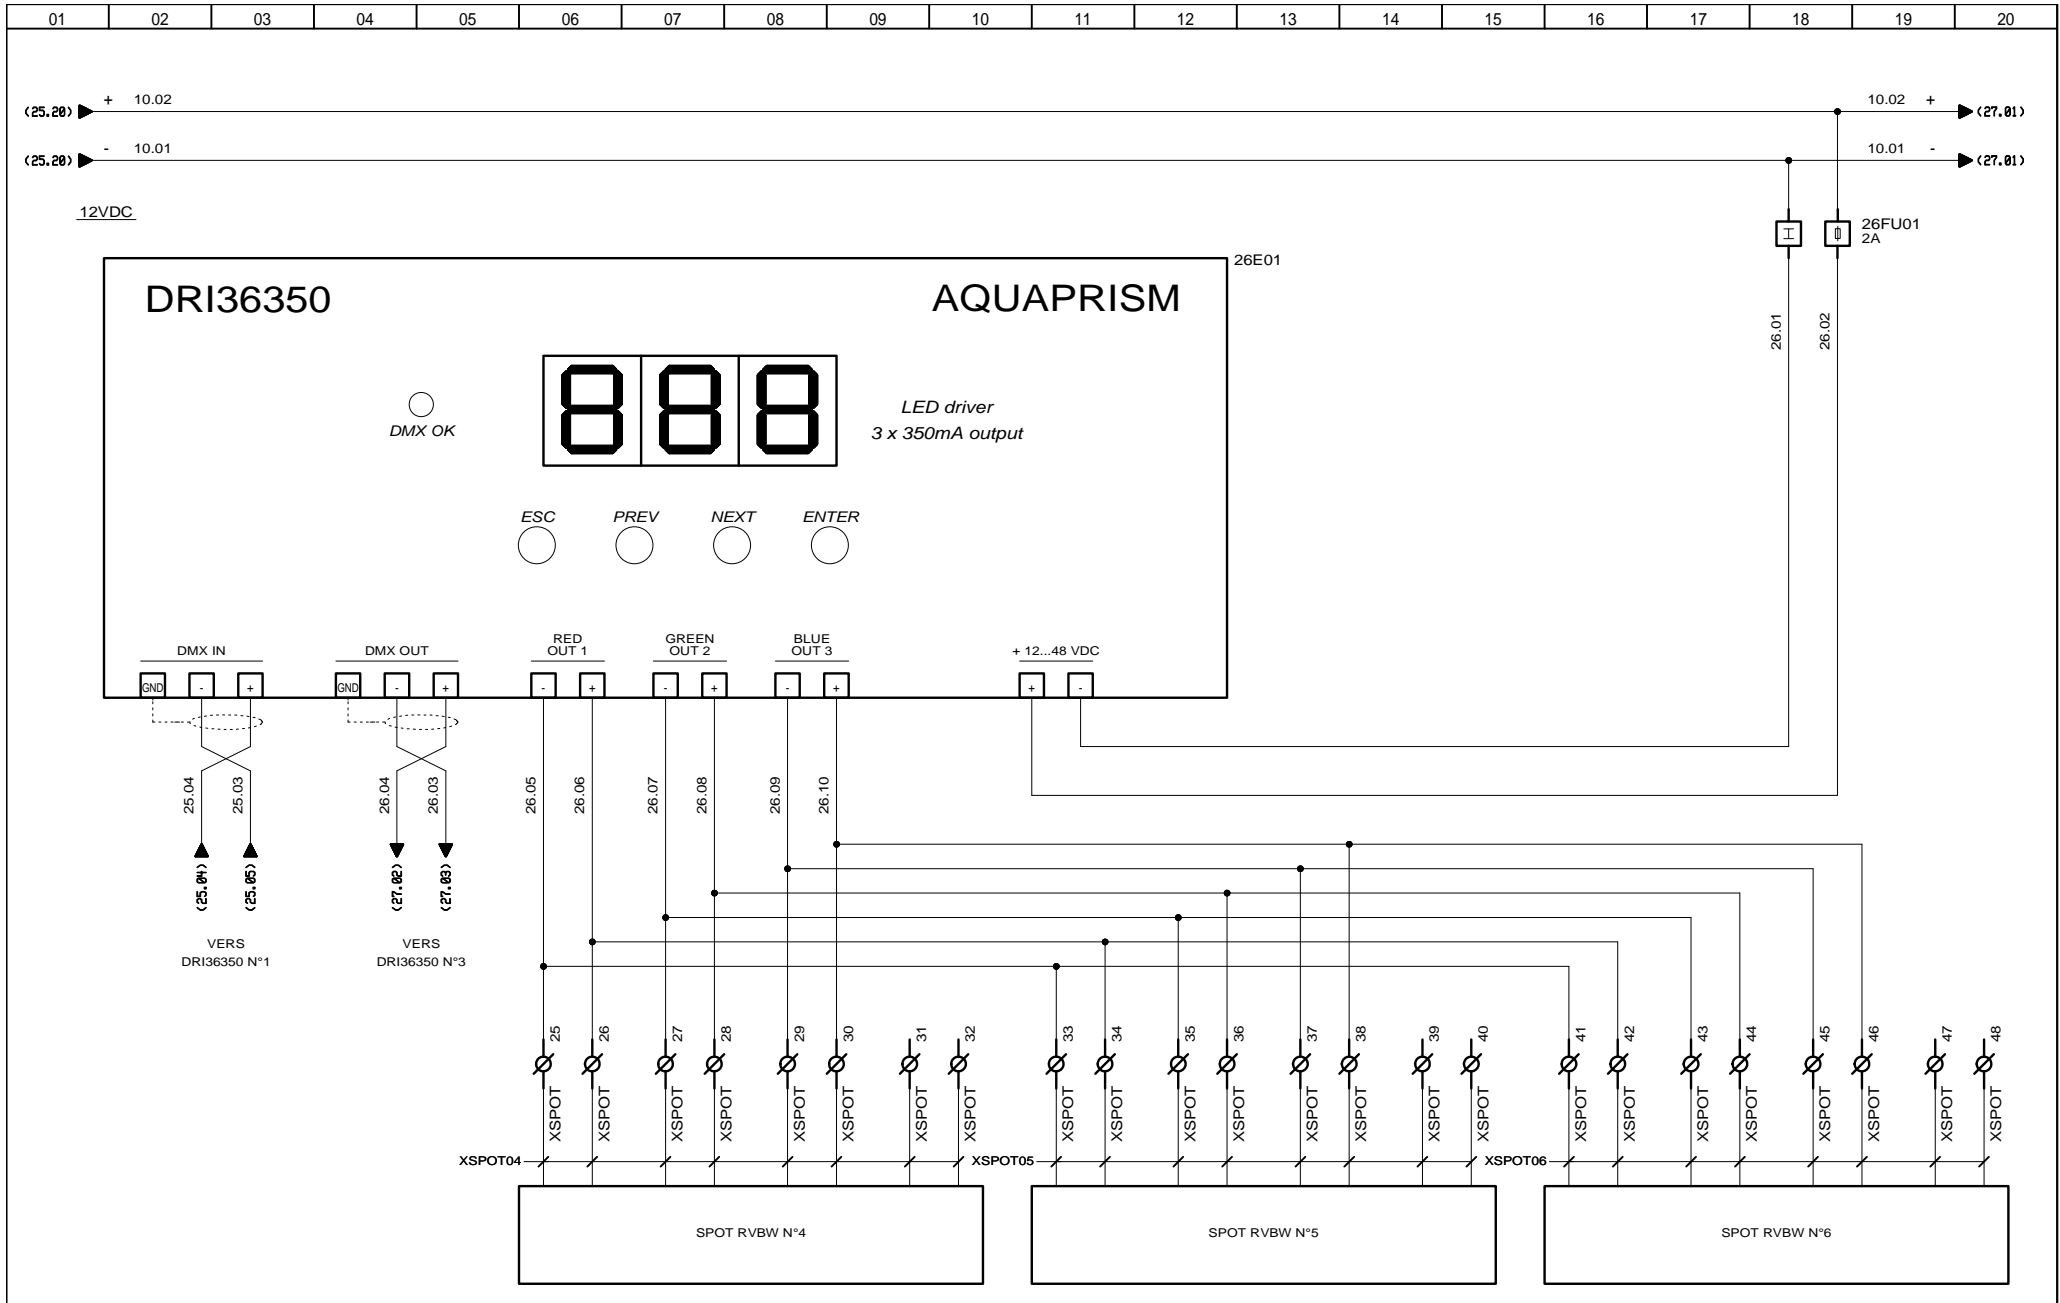 01 02 03 04 05 06 07 08 09 10 11 12 13 14 15 16 17 18 19 20
+ 10.02 10.02 +
(25.20) (27.01)
- 10.01 10.01 -
(25.20) (27.01)
12VDC
26FU01
2A
26E01
DRI36350 AQUAPRISM
26.01 26.02
888
DMX OK
LED driver
3 x 350mA output
ESC PREV NEXT ENTER
DMX IN DMX OUT
RED
OUT 1
GREEN
OUT 2
BLUE
OUT 3
+ 12...48 VDC
GND - + GND - + - + - + - + + -
25.04 25.03 26.04 26.03 26.05 26.06 26.07 26.08 26.09 26.10
(25.04) (25.05) (27.02) (27.03)
VERS
DRI36350 N°1
VERS
DRI36350 N°3
25 26 27 28 29 30 31 32 33 34 35 36 37 38 39 40 41 42 43 44 45 46 47 48
XSPOT XSPOT XSPOT XSPOT XSPOT XSPOT XSPOT XSPOT XSPOT XSPOT XSPOT XSPOT XSPOT XSPOT XSPOT XSPOT XSPOT XSPOT XSPOT XSPOT XSPOT XSPOT XSPOT XSPOT
XSPOT04 XSPOT05 XSPOT06
SPOT RVBW N°4 SPOT RVBW N°5 SPOT RVBW N°6